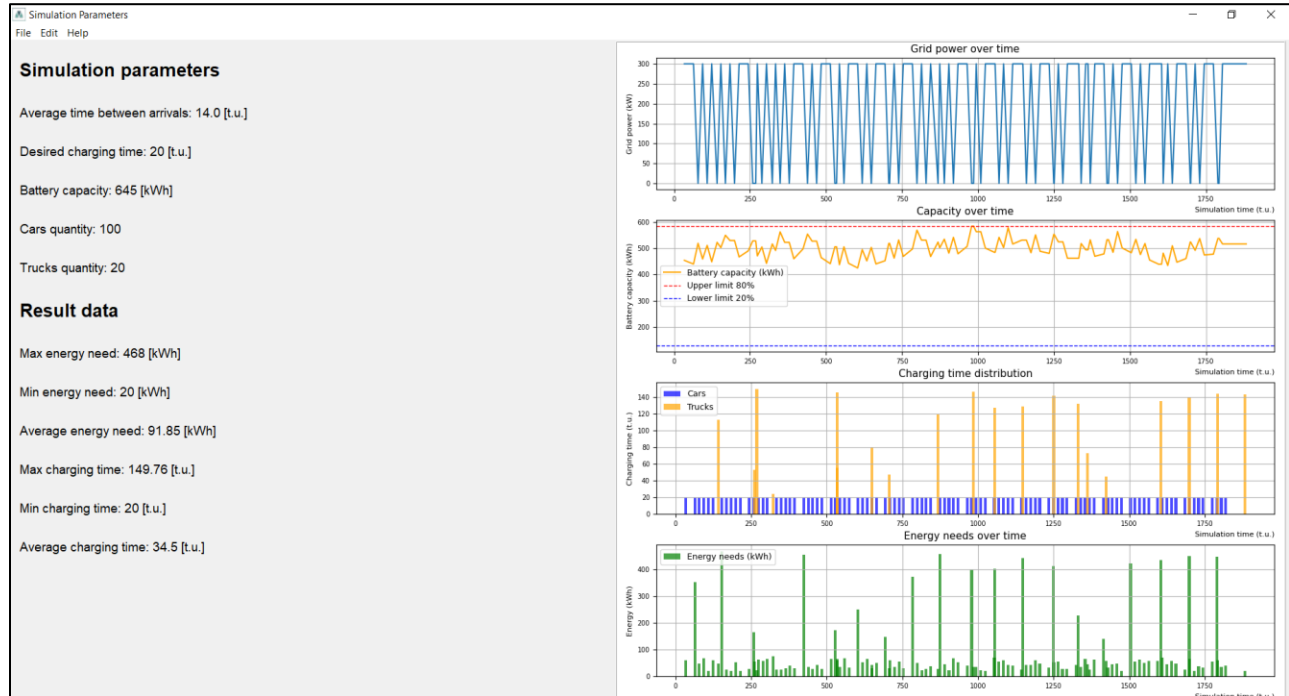 Simulation Parameters
File Edit Help
Simulation parameters
Average time between arrivals: 14.0 [t.u.]
Desired charging time: 20 [t.u.]
Battery capacity: 645 [kWh]
Cars quantity: 100
Trucks quantity: 20
Result data
Max energy need: 468 [kWh]
Min energy need: 20 [kWh]
Average energy need: 91.85 [kWh]
Max charging time: 149.76 [t.u.]
Min charging time: 20 [t.u.]
Average charging time: 34.5 [t.u.]
Grid power over time
Grid power (kW)
300
250
200
150
100
50
0
0 250 500 750 1000 1250 1500 1750
Simulation time (t.u.)
Capacity over time
Battery capacity (kWh)
600
500
400
300
200
Battery capacity (kWh)
Upper limit 80%
Lower limit 20%
0 250 500 750 1000 1250 1500 1750
Simulation time (t.u.)
Charging time distribution
Charging time (t.u.)
140
120
100
80
60
40
20
0
Cars
Trucks
0 250 500 750 1000 1250 1500 1750
Simulation time (t.u.)
Energy needs over time
Energy (kWh)
400
300
200
100
0
Energy needs (kWh)
0 250 500 750 1000 1250 1500 1750
Simulation time (t.u.)